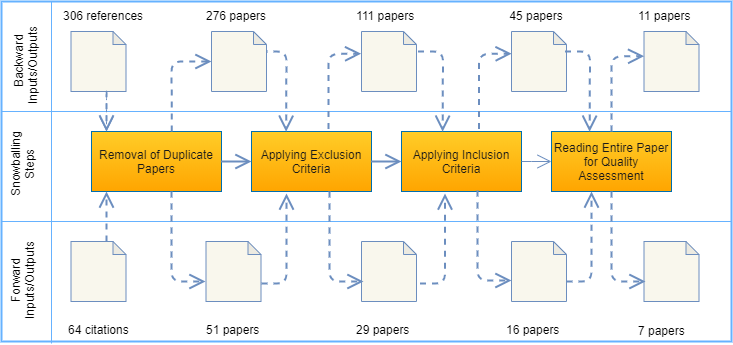 Backward
Inputs/Outputs
306 references
276 papers
111 papers
45 papers
11 papers
Snowballing
Steps
Removal of Duplicate
Papers
Applying Exclusion
Criteria
Applying Inclusion
Criteria
Reading Entire Paper
for Quality
Assessment
Forward
Inputs/Outputs
64 citations
51 papers
29 papers
16 papers
7 papers